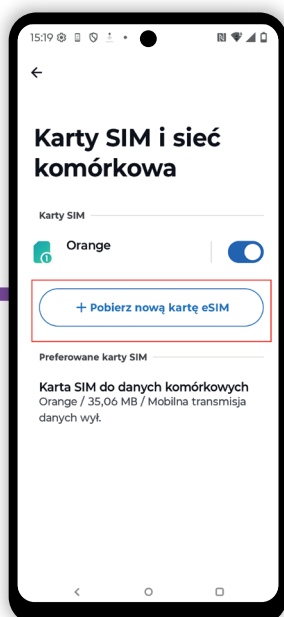 15:19
Karty SIM i sieć
komórkowa
Karty SIM
Orange
1
+ Pobierz nową kartę eSIM
Preferowane karty SIM
Karta SIM do danych komórkowych
Orange / 35,06 MB / Mobilna transmisja
danych wył.